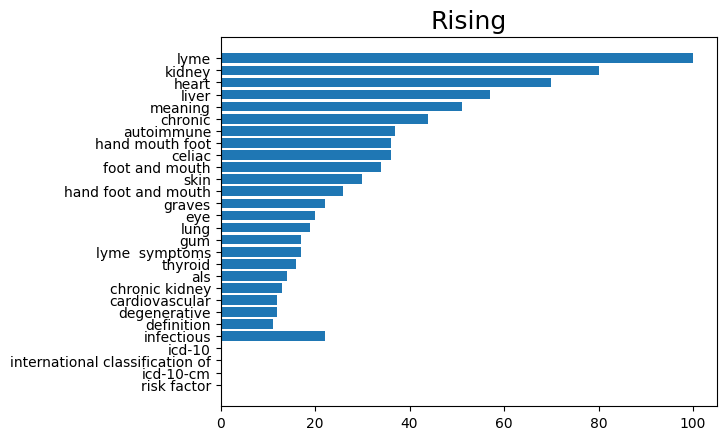 Rising
lyme
kidney
heart
liver
meaning
chronic
autoimmune
hand mouth foot
celiac
foot and mouth
skin
hand foot and mouth
graves
eye
lung
gum
lyme  symptoms
thyroid
als
chronic kidney
cardiovascular
degenerative
definition
infectious
icd-10
international classification of
icd-10-cm
risk factor
0 20 40 60 80 100